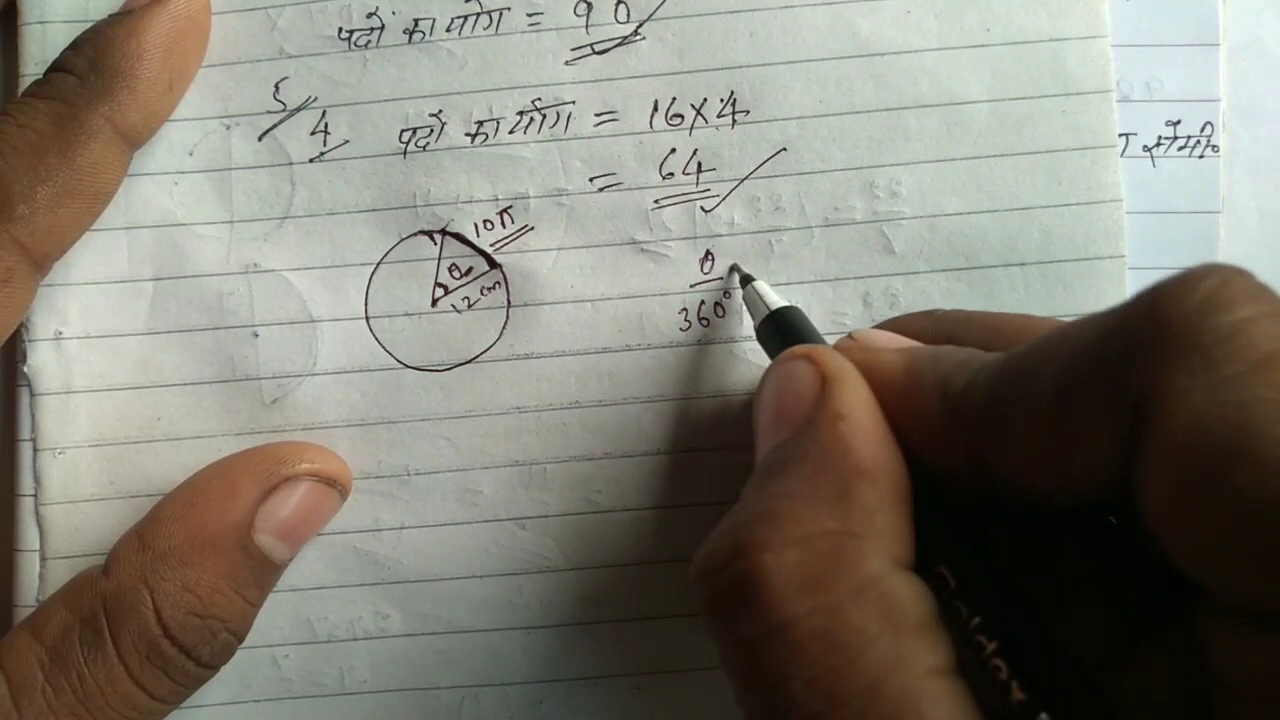 पदों का योग = 90
5/
4 पदों का योग = 16×4
= 64
10π
θ
12 cm
θ
360°